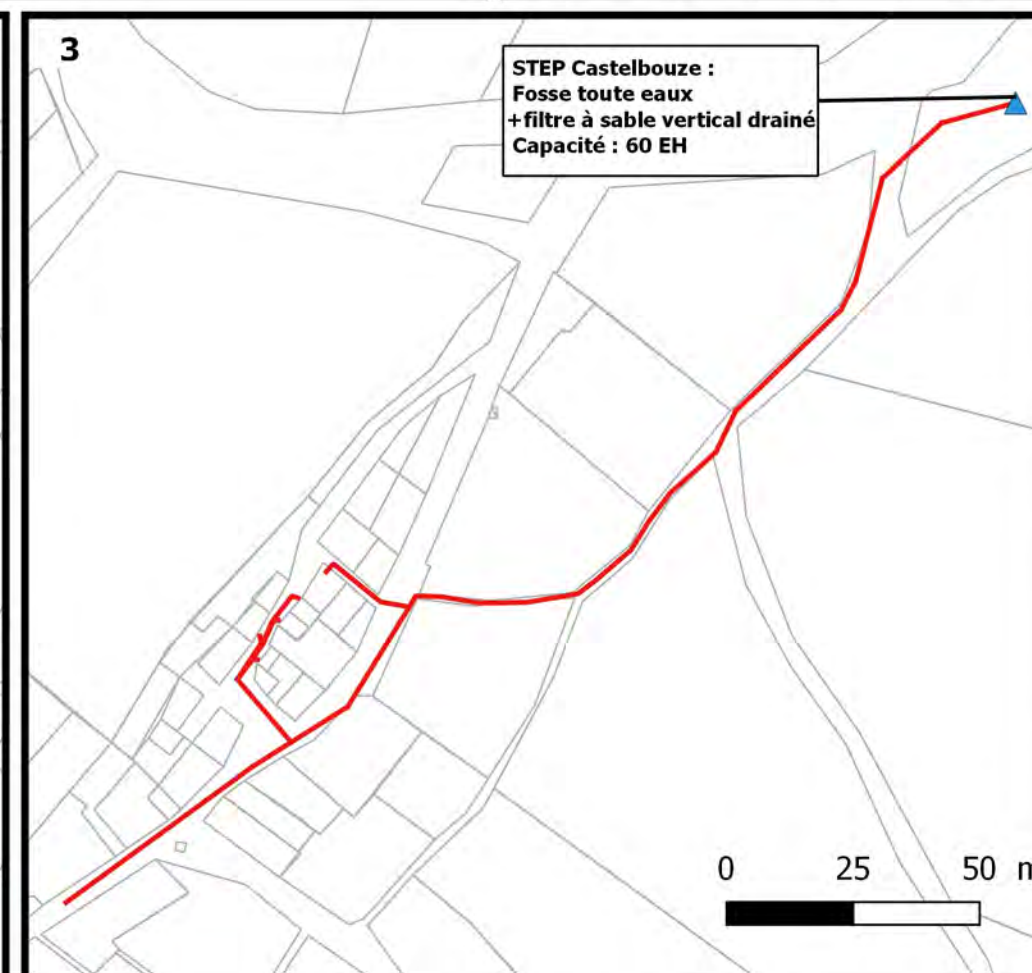 3
STEP Castelbouze :
Fosse toute eaux
+filtre à sable vertical drainé
Capacité : 60 EH
0 25 50 m